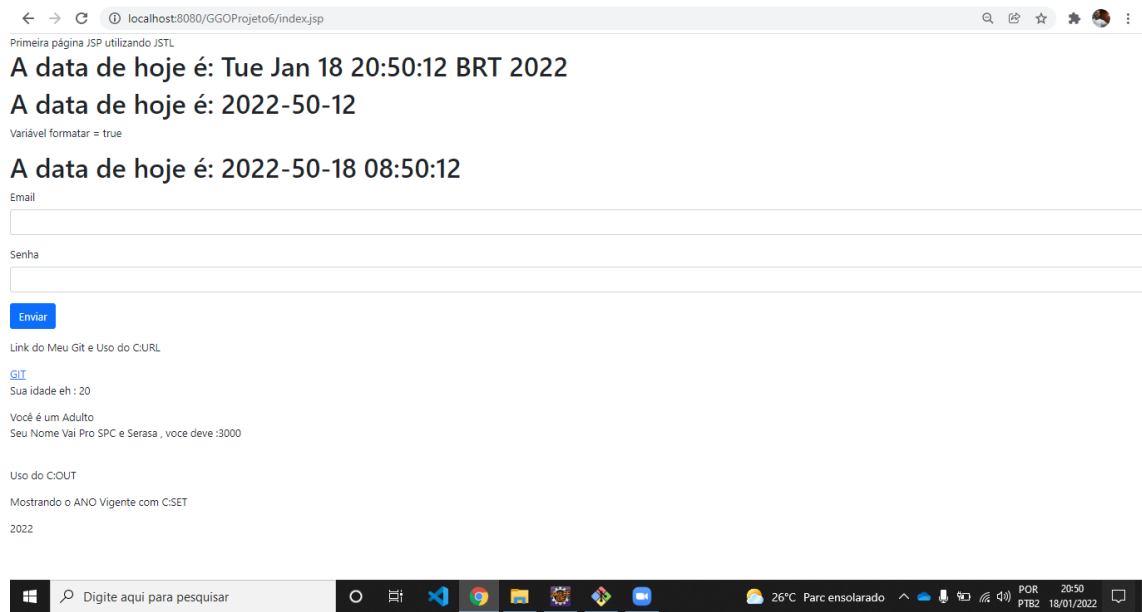 localhost:8080/GGOProjeto6/index.jsp
Primeira página JSP utilizando JSTL
A data de hoje é: Tue Jan 18 20:50:12 BRT 2022
A data de hoje é: 2022-50-12
Variável formatar = true
A data de hoje é: 2022-50-18 08:50:12
Email
Senha
Enviar
Link do Meu Git e Uso do C:URL
GIT
Sua idade eh : 20
Você é um Adulto
Seu Nome Vai Pro SPC e Serasa , voce deve :3000
Uso do C:OUT
Mostrando o ANO Vigente com C:SET
2022
Digite aqui para pesquisar
26°C Parc ensolarado
POR
PTB2
20:50
18/01/2022